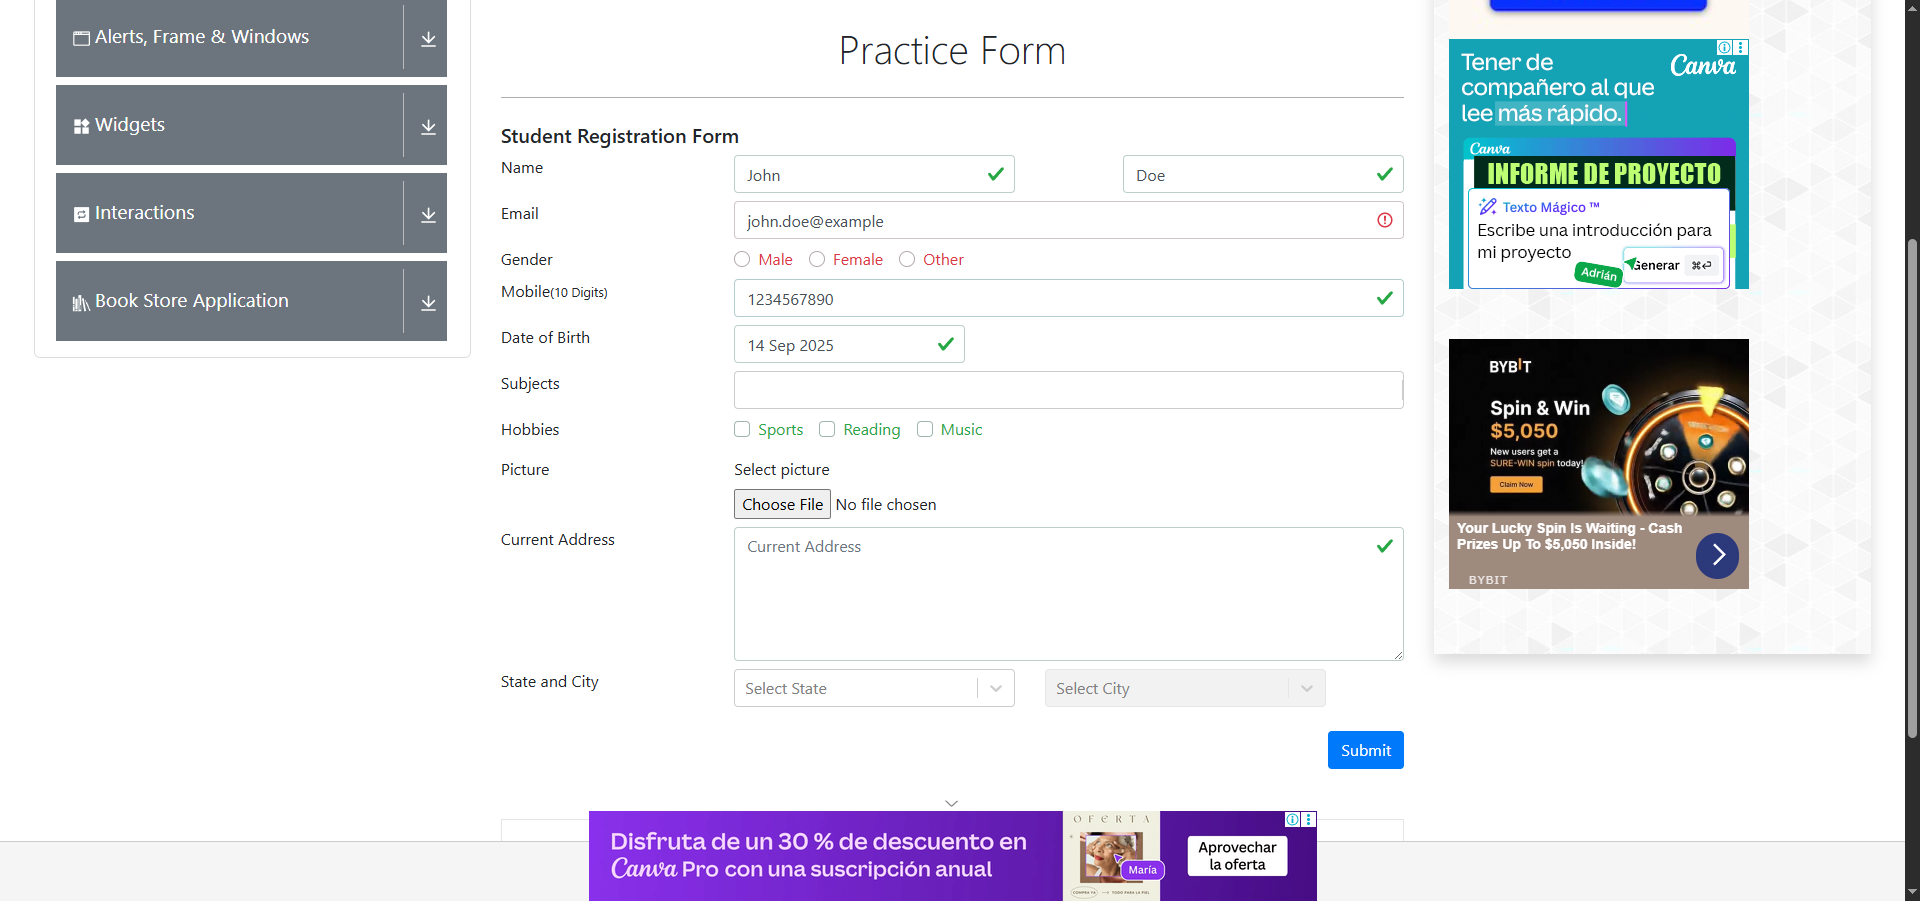 Alerts, Frame & Windows
Widgets
Interactions
Book Store Application
Practice Form
Student Registration Form
Name
John
Doe
Email
john.doe@example
Gender
Male
Female
Other
Mobile(10 Digits)
1234567890
Date of Birth
14 Sep 2025
Subjects
Hobbies
Sports
Reading
Music
Picture
Select picture
Choose File
No file chosen
Current Address
Current Address
State and City
Select State
Select City
Submit
Tener de
compañero al que
lee más rápido.
Canva
Canva
INFORME DE PROYECTO
Texto Mágico ™
Escribe una introducción para
mi proyecto
Adrián
Generar
BYBIT
Spin & Win
$5,050
New users get a
SURE-WIN spin today!
Claim Now
Your Lucky Spin Is Waiting - Cash
Prizes Up To $5,050 Inside!
BYBIT
Disfruta de un 30 % de descuento en
Canva Pro con una suscripción anual
OFERTA
María
Aprovechar
la oferta